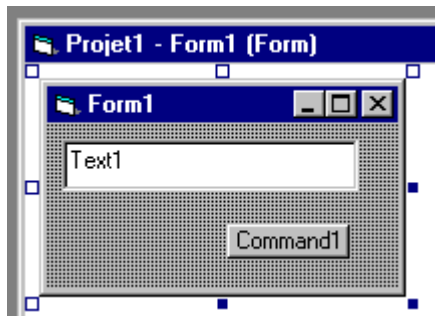 Projet1 - Form1 (Form)
Form1
Text1
Command1